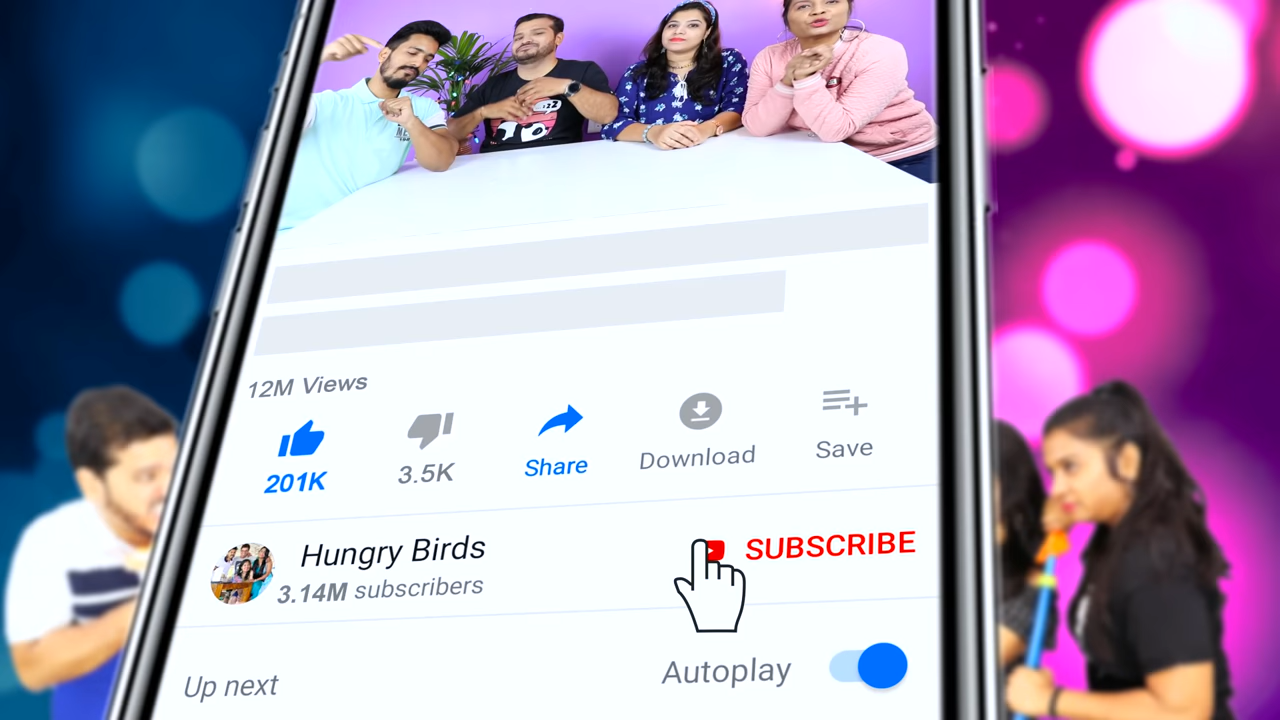 12M Views
201K
3.5K
Share
Download
Save
Hungry Birds
3.14M subscribers
SUBSCRIBE
Up next
Autoplay